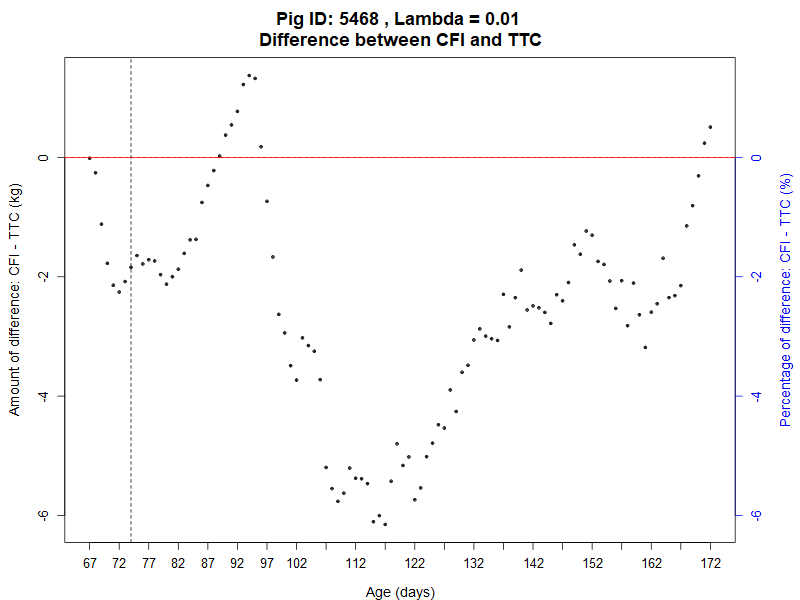 Pig ID: 5468 , Lambda = 0.01
Difference between CFI and TTC
Amount of difference: CFI - TTC (kg)
0
-2
-4
-6
Percentage of difference: CFI - TTC (%)
0
-2
-4
-6
67 72 77 82 87 92 97 102 112 122 132 142 152 162 172
Age (days)